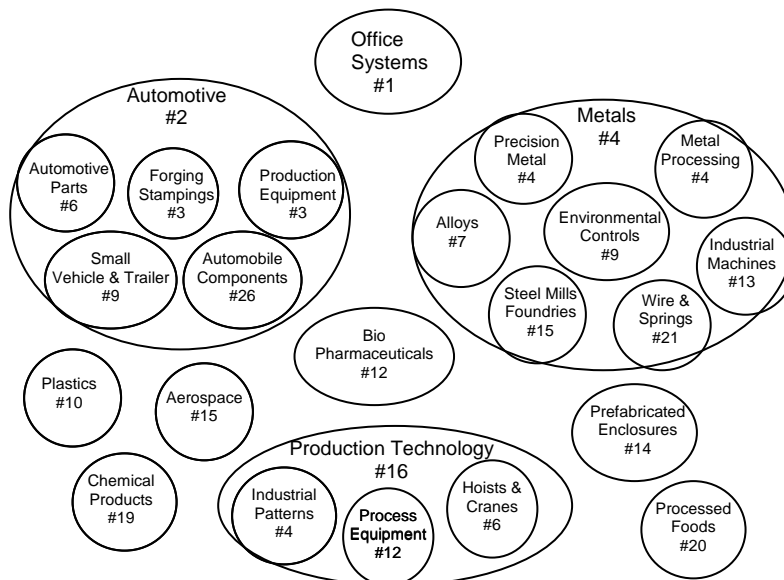 Office
Systems
#1
Automotive
#2
Automotive
Parts
#6
Forging
Stampings
#3
Production
Equipment
#3
Small
Vehicle & Trailer
#9
Automobile
Components
#26
Metals
#4
Precision
Metal
#4
Metal
Processing
#4
Alloys
#7
Environmental
Controls
#9
Industrial
Machines
#13
Steel Mills
Foundries
#15
Wire &
Springs
#21
Bio
Pharmaceuticals
#12
Plastics
#10
Aerospace
#15
Prefabricated
Enclosures
#14
Chemical
Products
#19
Production Technology
#16
Industrial
Patterns
#4
Process
Equipment
#12
Hoists &
Cranes
#6
Processed
Foods
#20